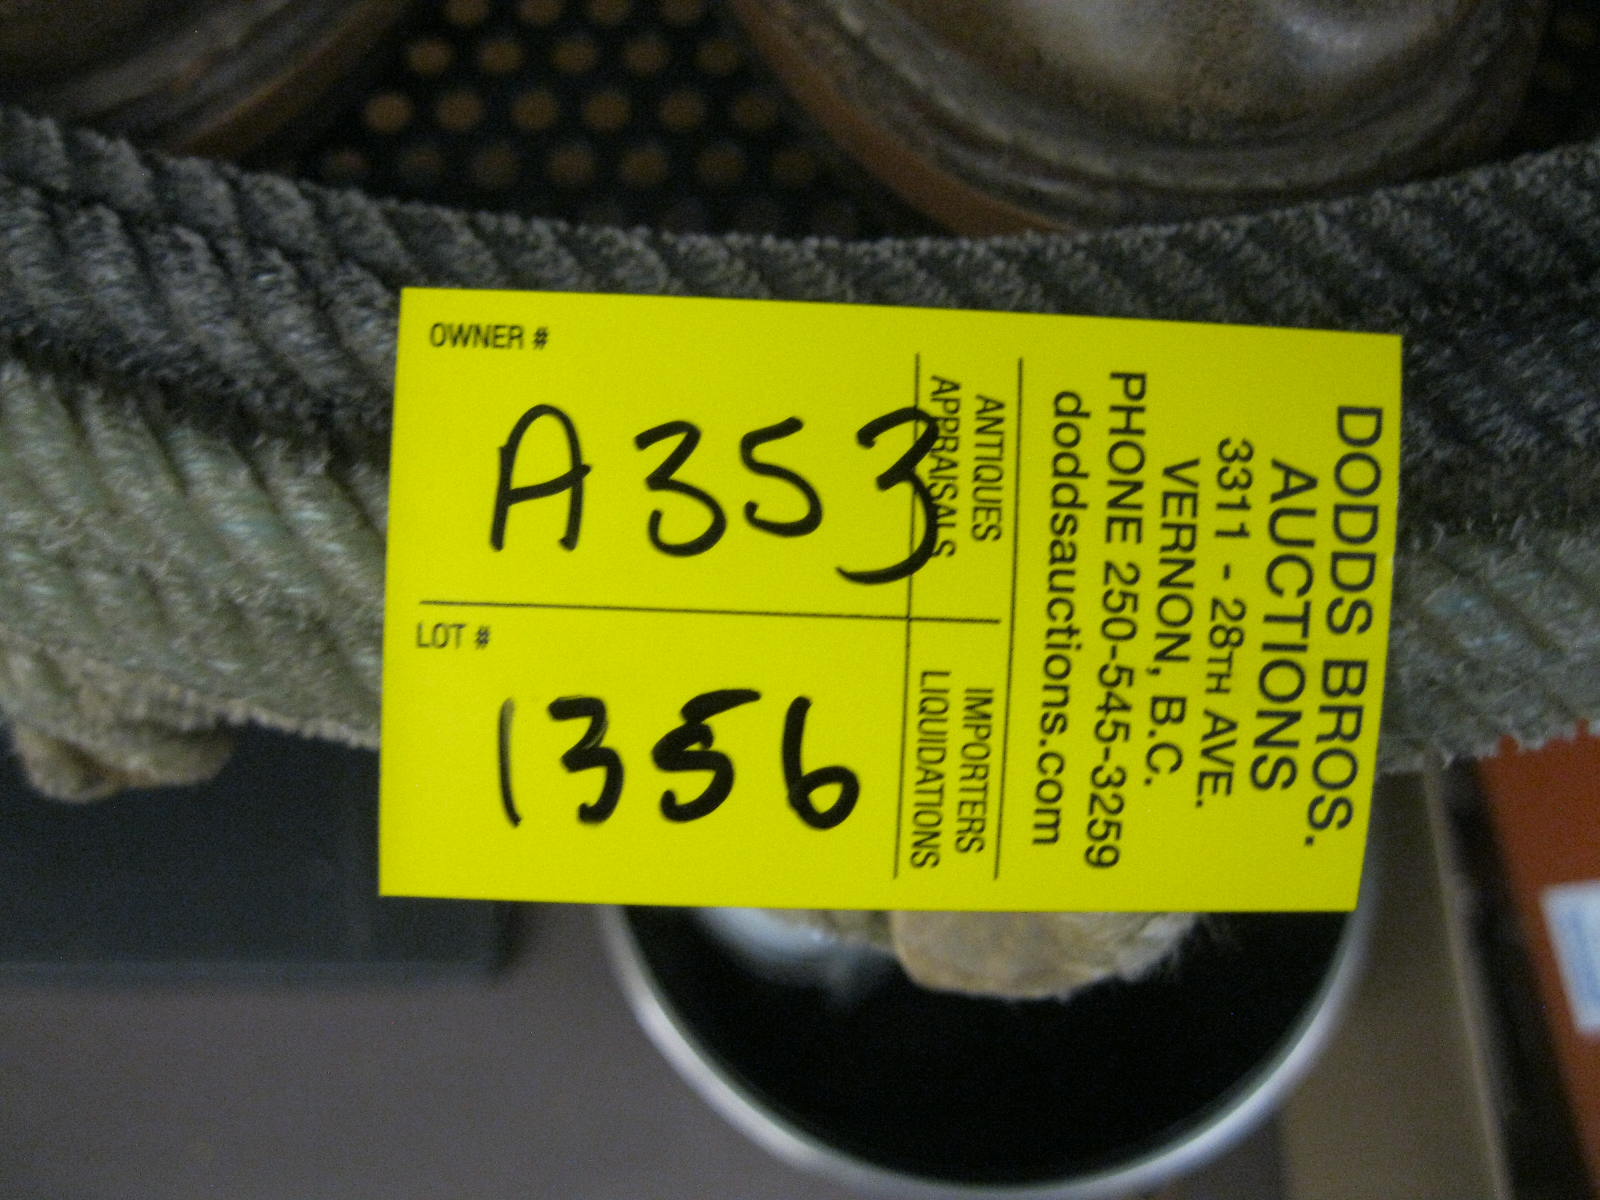 DODDS BROS.
AUCTIONS
3311 - 28TH AVE.
VERNON, B.C.
PHONE 250-545-3259
doddsauctions.com
ANTIQUES
APPRAISALS
IMPORTERS
LIQUIDATIONS
OWNER #
A353
LOT #
1356